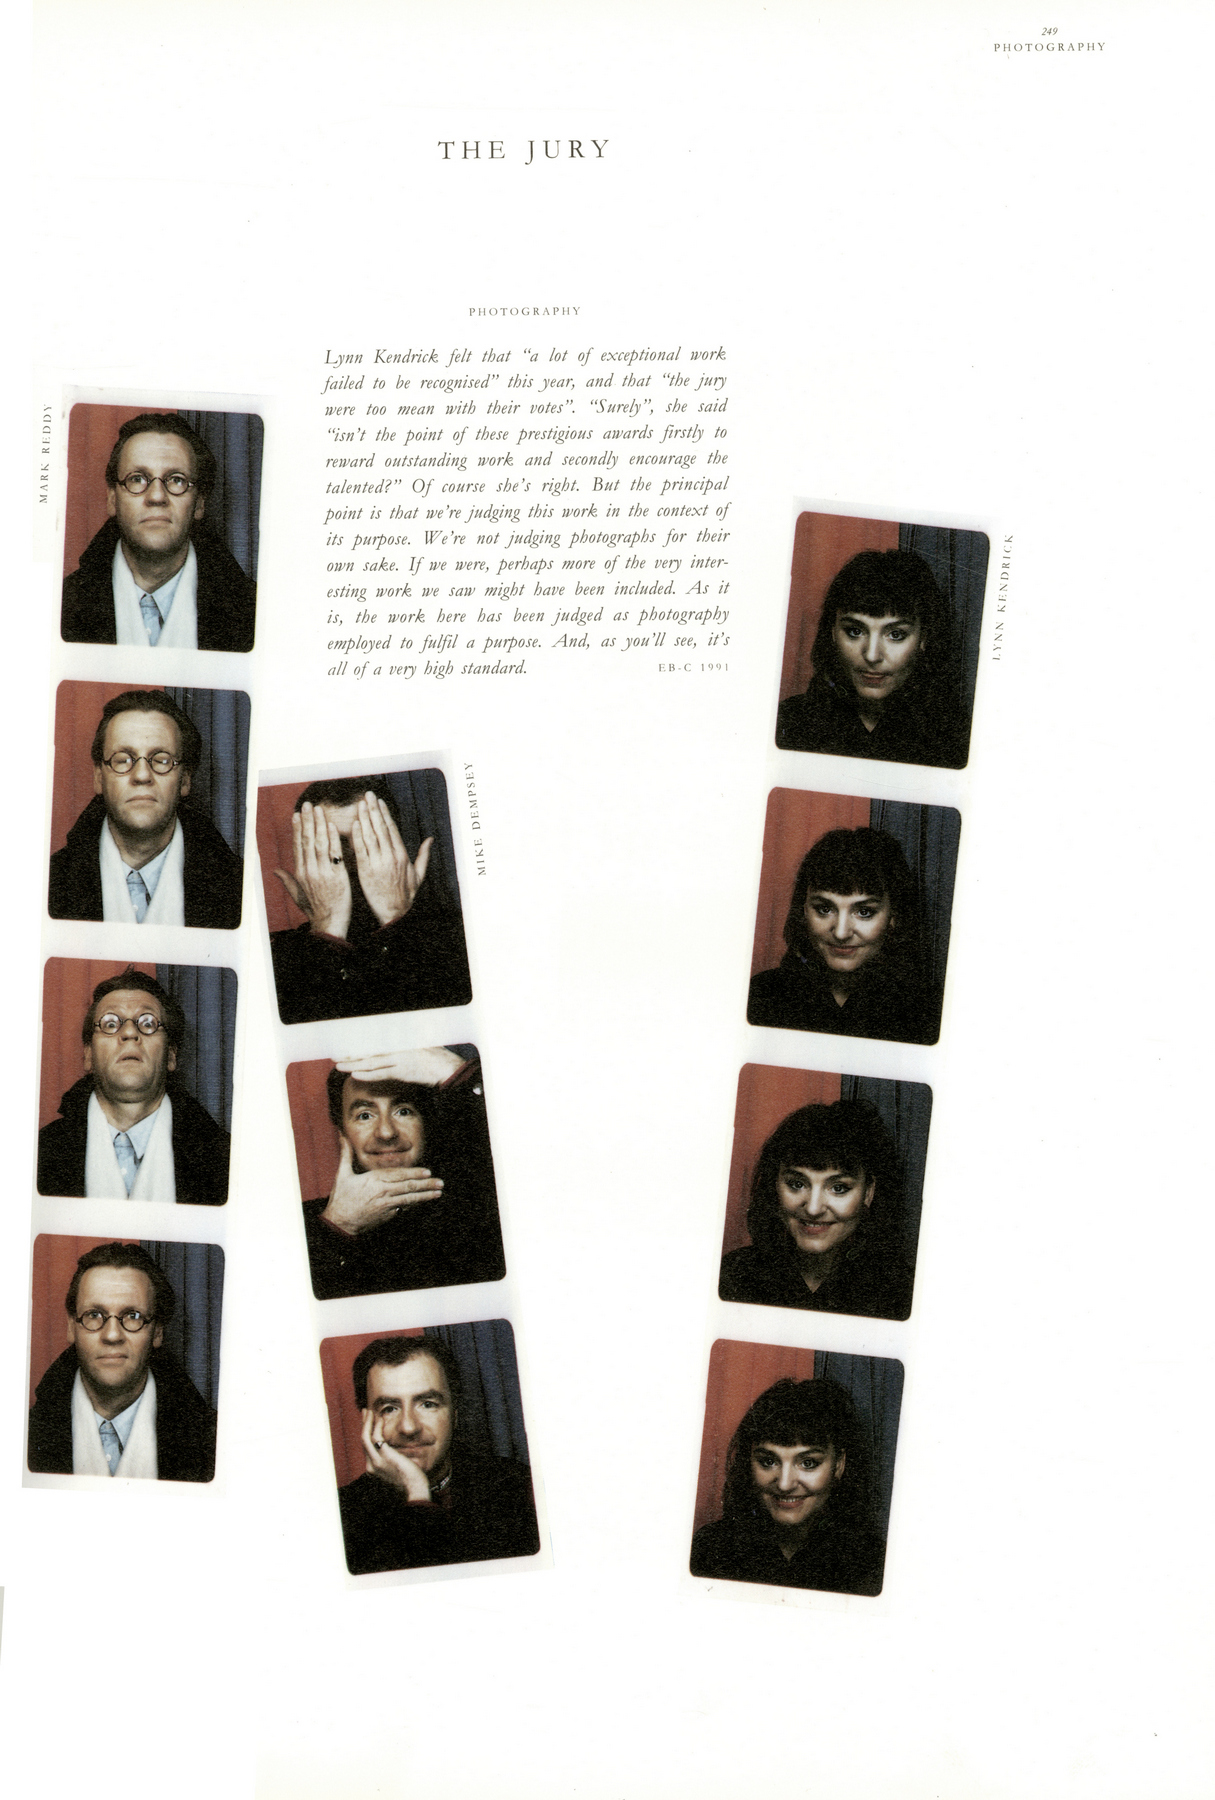 249
PHOTOGRAPHY
THE JURY
PHOTOGRAPHY
Lynn Kendrick felt that “a lot of exceptional work
failed to be recognised” this year, and that “the jury
were too mean with their votes”. “Surely”, she said
“isn’t the point of these prestigious awards firstly to
reward outstanding work and secondly encourage the
talented?” Of course she’s right. But the principal
point is that we’re judging this work in the context of
its purpose. We’re not judging photographs for their
own sake. If we were, perhaps more of the very inter-
esting work we saw might have been included. As it
is, the work here has been judged as photography
employed to fulfil a purpose. And, as you’ll see, it’s
all of a very high standard. EB-C 1991
MARK REDDY
MIKE DEMPSEY
LYNN KENDRICK